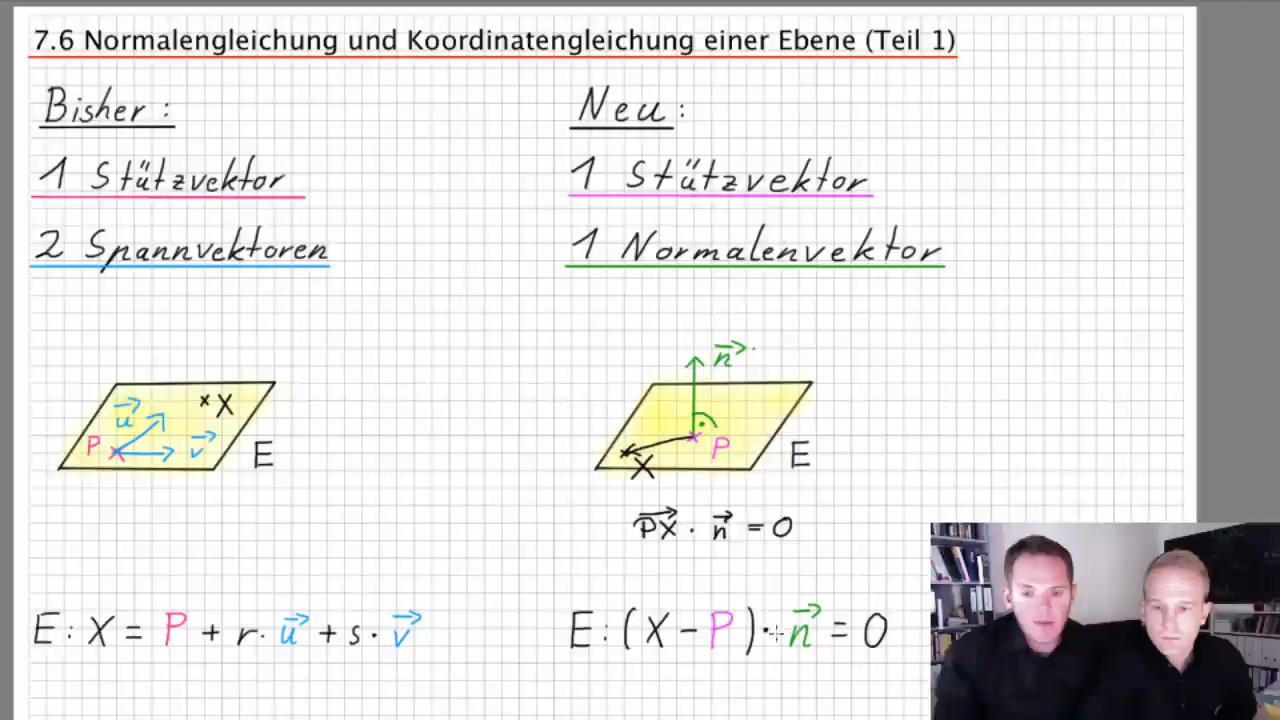 7.6 Normalengleichung und Koordinatengleichung einer Ebene (Teil 1)
Bisher:
1 Stützvektor
2 Spannvektoren
u⃗
× X
P × v⃗
E
E : X = P + r · u⃗ + s · v⃗
Neu:
1 Stützvektor
1 Normalenvektor
n⃗
× P
× X
E
P⃗X⃗ · n⃗ = 0
E : (X − P) · n⃗ = 0